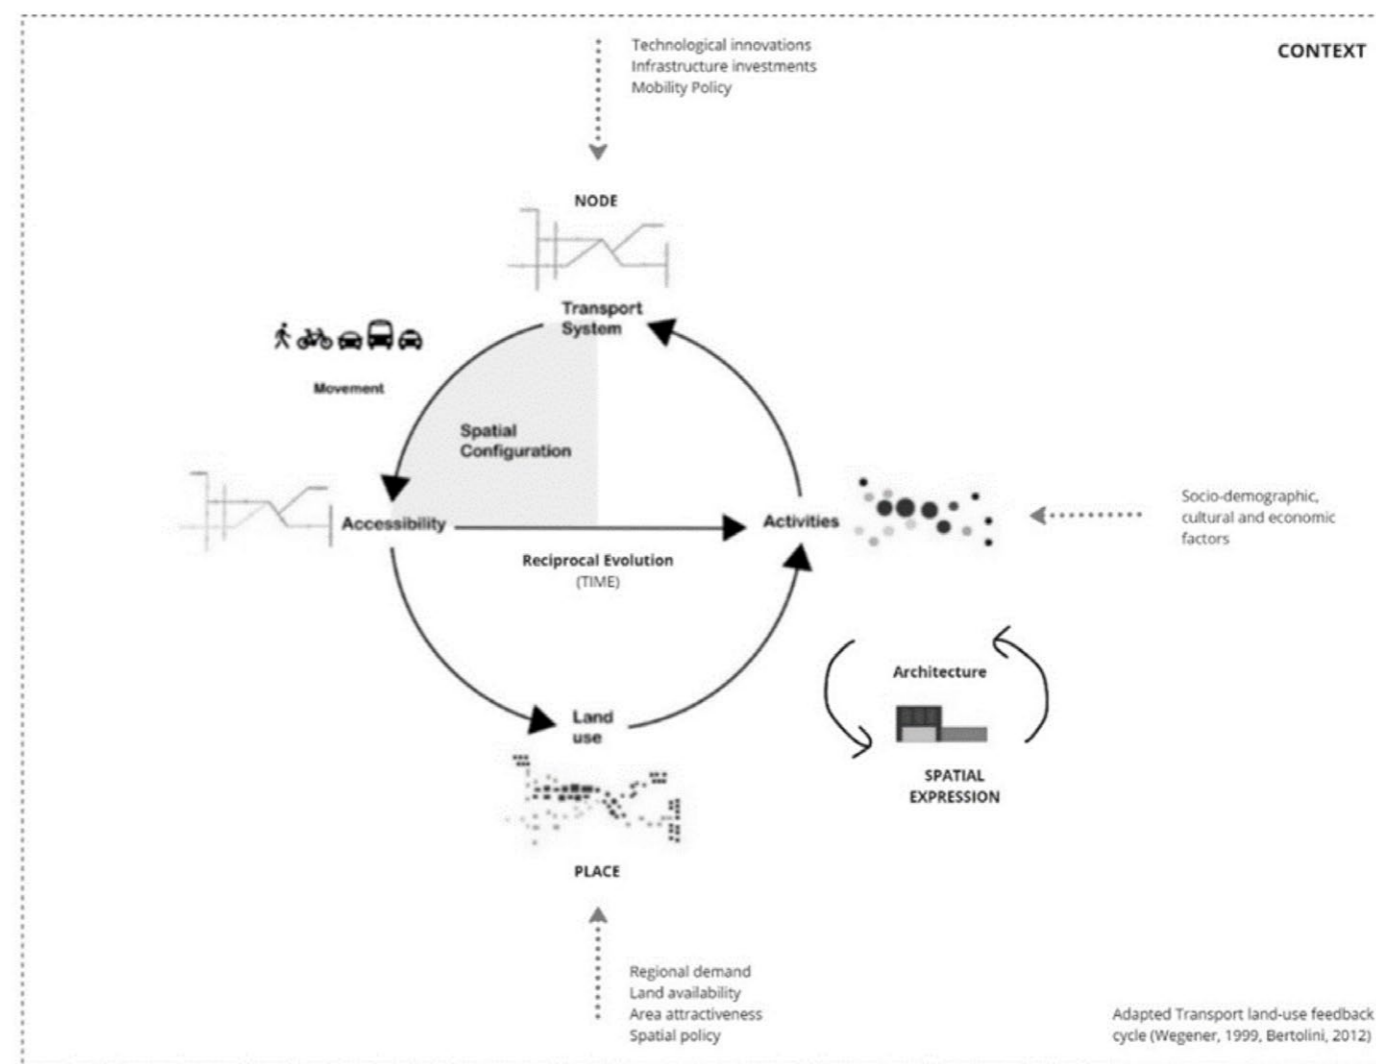 Technological innovations
Infrastructure investments
Mobility Policy
CONTEXT
NODE
Transport
System
Movement
Spatial
Configuration
Accessibility
Activities
Reciprocal Evolution
(TIME)
Socio-demographic,
cultural and economic
factors
Architecture
SPATIAL
EXPRESSION
Land
use
PLACE
Regional demand
Land availability
Area attractiveness
Spatial policy
Adapted Transport land-use feedback
cycle (Wegener, 1999, Bertolini, 2012)